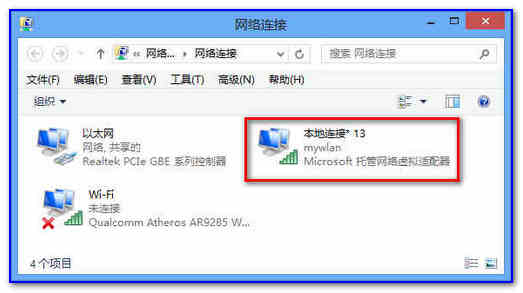 网络连接
« 网络... › 网络连接
搜索 网络连接
文件(F) 编辑(E) 查看(V) 工具(T) 高级(N) 帮助(H)
组织
以太网
网络, 共享的
Realtek PCIe GBE 系列控制器
本地连接* 13
mywlan
Microsoft 托管网络虚拟适配器
Wi-Fi
未连接
Qualcomm Atheros AR9285 W...
4 个项目